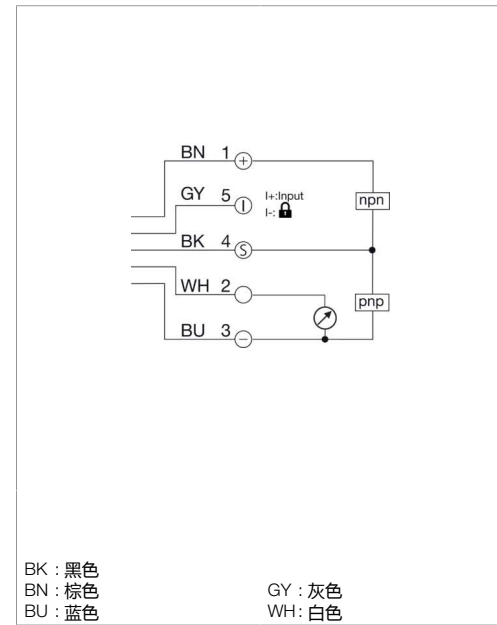 BN 1 +
GY 5 I I+:Input
I-:
npn
BK 4 S
WH 2
pnp
BU 3 −
BK : 黑色
BN : 棕色 GY : 灰色
BU : 蓝色 WH : 白色